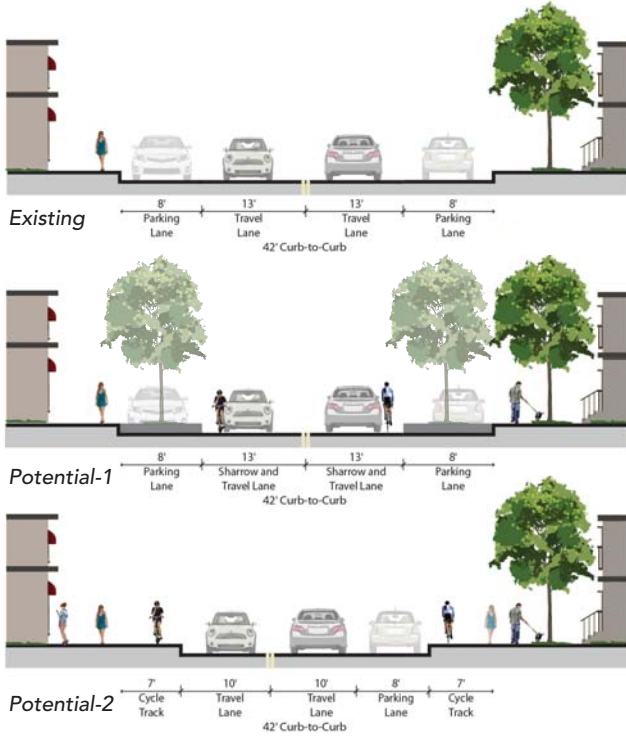 8' 13' 13' 8'
Existing
Parking Lane Travel Lane Travel Lane Parking Lane
42' Curb-to-Curb
8' 13' 13' 8'
Potential-1
Parking Lane Sharrow and Travel Lane Sharrow and Travel Lane Parking Lane
42' Curb-to-Curb
7' 10' 10' 8' 7'
Potential-2
Cycle Track Travel Lane Travel Lane Parking Lane Cycle Track
42' Curb-to-Curb